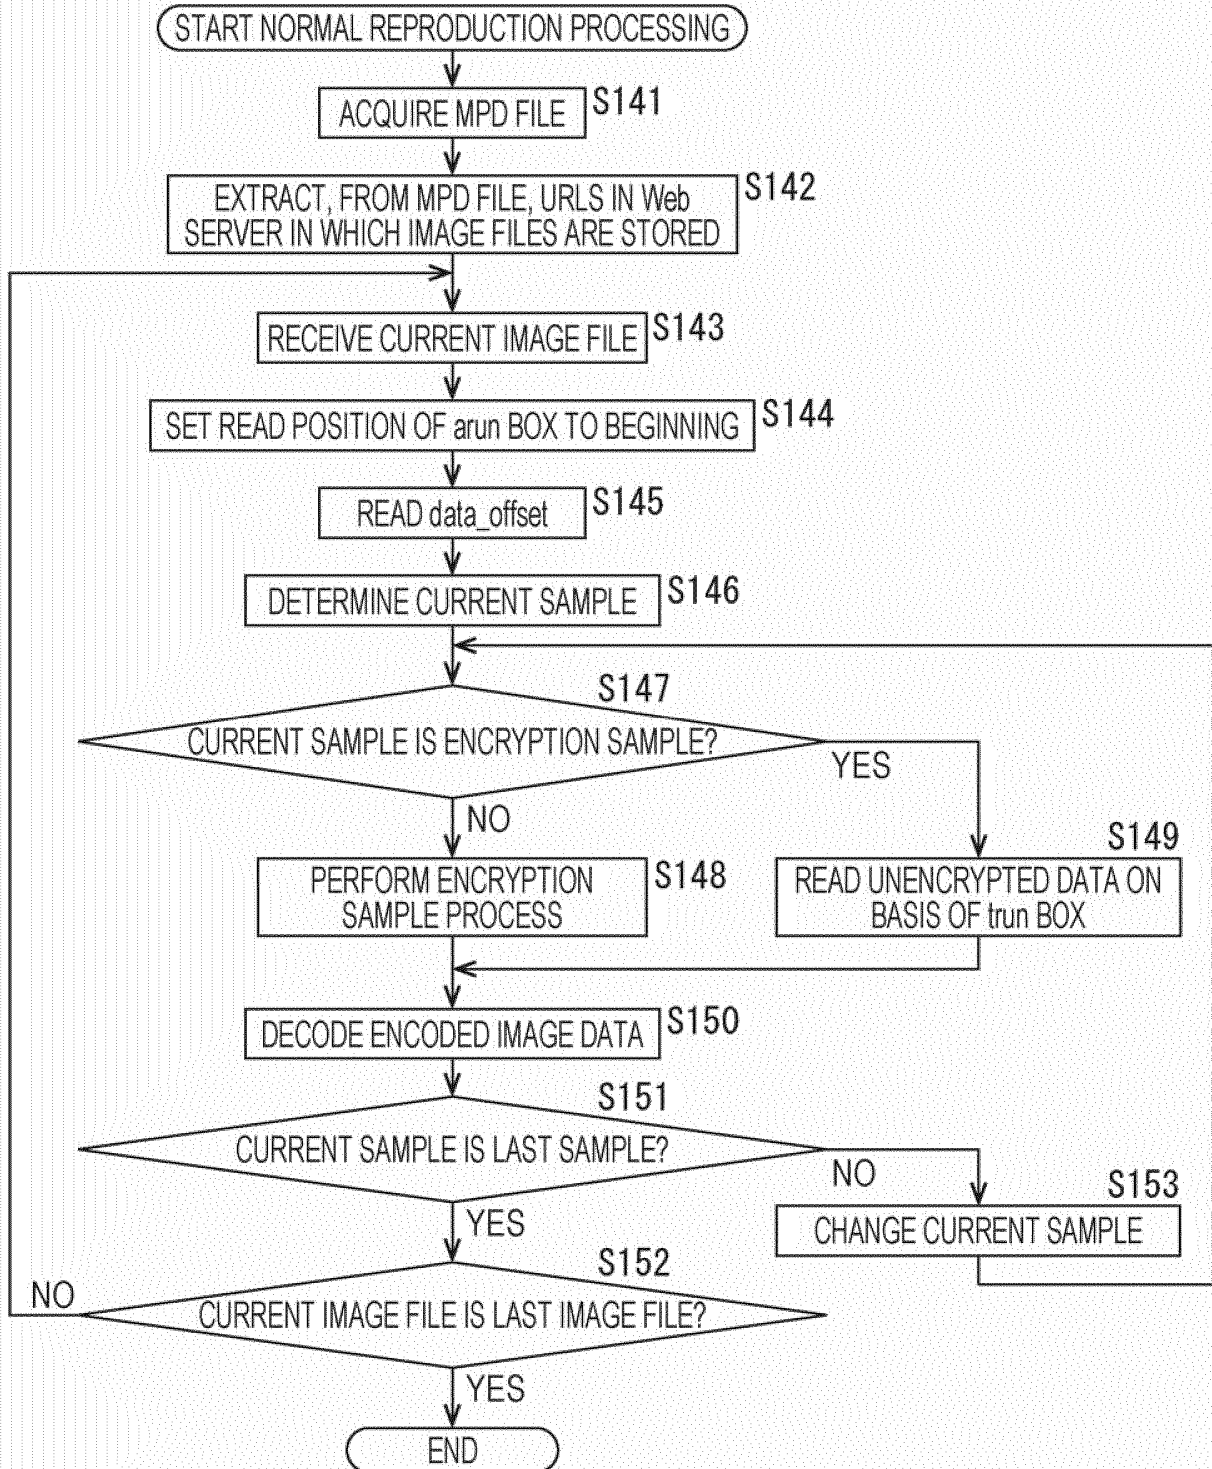 START NORMAL REPRODUCTION PROCESSING
ACQUIRE MPD FILE
S141
EXTRACT, FROM MPD FILE, URLS IN Web
SERVER IN WHICH IMAGE FILES ARE STORED
S142
RECEIVE CURRENT IMAGE FILE
S143
SET READ POSITION OF arun BOX TO BEGINNING
S144
READ data_offset
S145
DETERMINE CURRENT SAMPLE
S146
S147
CURRENT SAMPLE IS ENCRYPTION SAMPLE?
YES
NO
PERFORM ENCRYPTION
SAMPLE PROCESS
S148
S149
READ UNENCRYPTED DATA ON
BASIS OF trun BOX
DECODE ENCODED IMAGE DATA
S150
S151
CURRENT SAMPLE IS LAST SAMPLE?
NO
YES
S153
CHANGE CURRENT SAMPLE
S152
CURRENT IMAGE FILE IS LAST IMAGE FILE?
NO
YES
END